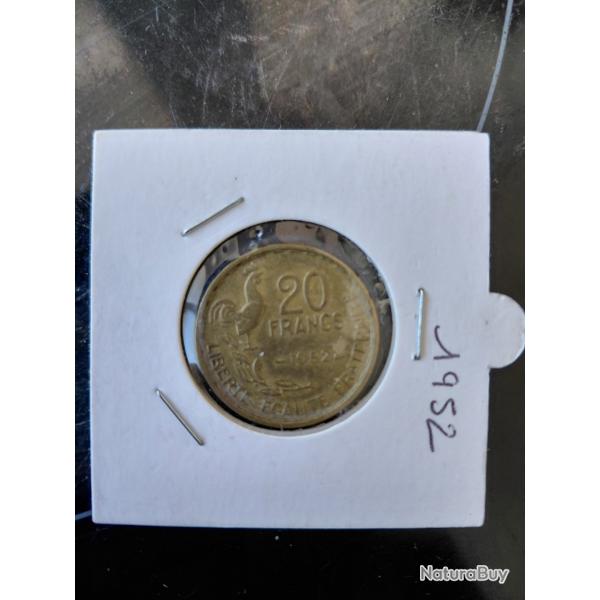 20
FRANCS
1952
LIBERTE EGALITE FRATERNITE
1952
NaturaBuy